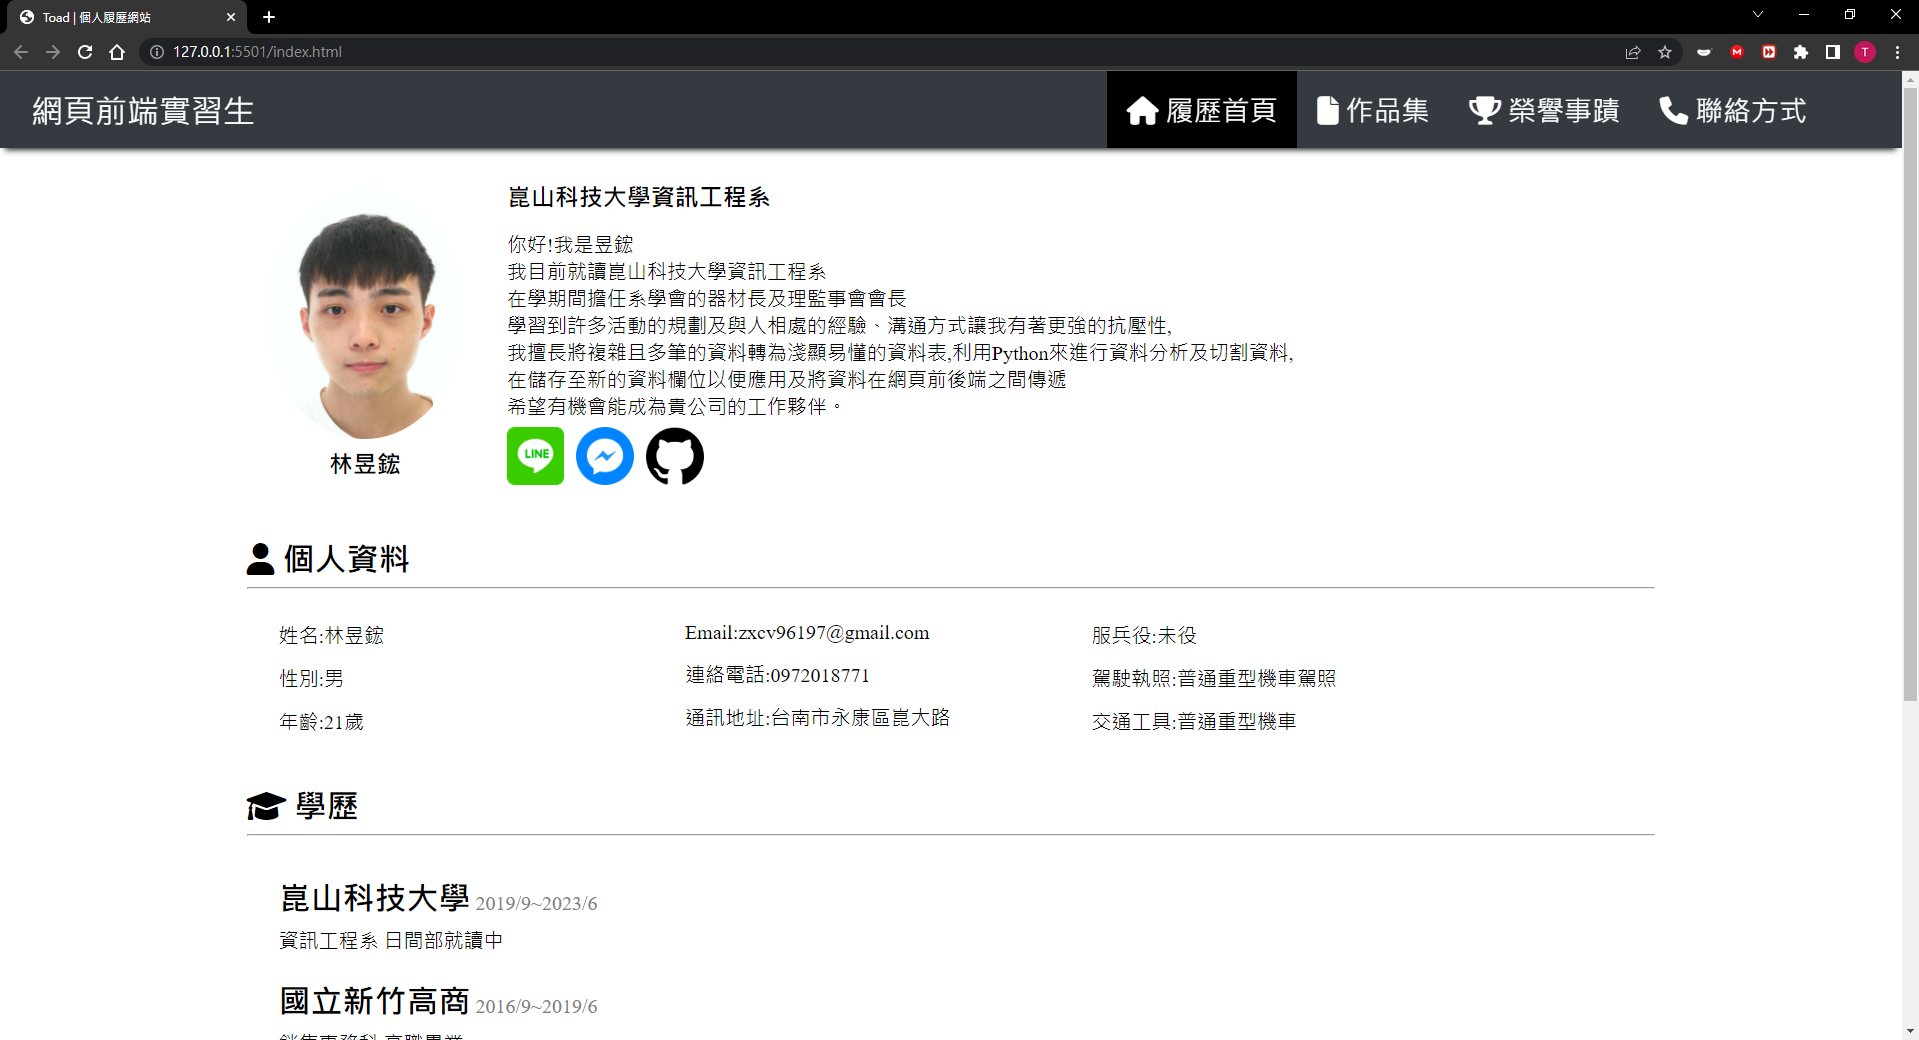 Toad | 個人履歷網站
127.0.0.1:5501/index.html
T
網頁前端實習生
履歷首頁
作品集
榮譽事蹟
聯絡方式
崑山科技大學資訊工程系
你好!我是昱鋐
我目前就讀崑山科技大學資訊工程系
在學期間擔任系學會的器材長及理監事會會長
學習到許多活動的規劃及與人相處的經驗、溝通方式讓我有著更強的抗壓性,
我擅長將複雜且多筆的資料轉為淺顯易懂的資料表,利用Python來進行資料分析及切割資料,
在儲存至新的資料欄位以便應用及將資料在網頁前後端之間傳遞
希望有機會能成為貴公司的工作夥伴。
LINE
林昱鋐
個人資料
姓名:林昱鋐
性別:男
年齡:21歲
Email:zxcv96197@gmail.com
連絡電話:0972018771
通訊地址:台南市永康區崑大路
服兵役:未役
駕駛執照:普通重型機車駕照
交通工具:普通重型機車
學歷
崑山科技大學 2019/9~2023/6
資訊工程系 日間部就讀中
國立新竹高商 2016/9~2019/6